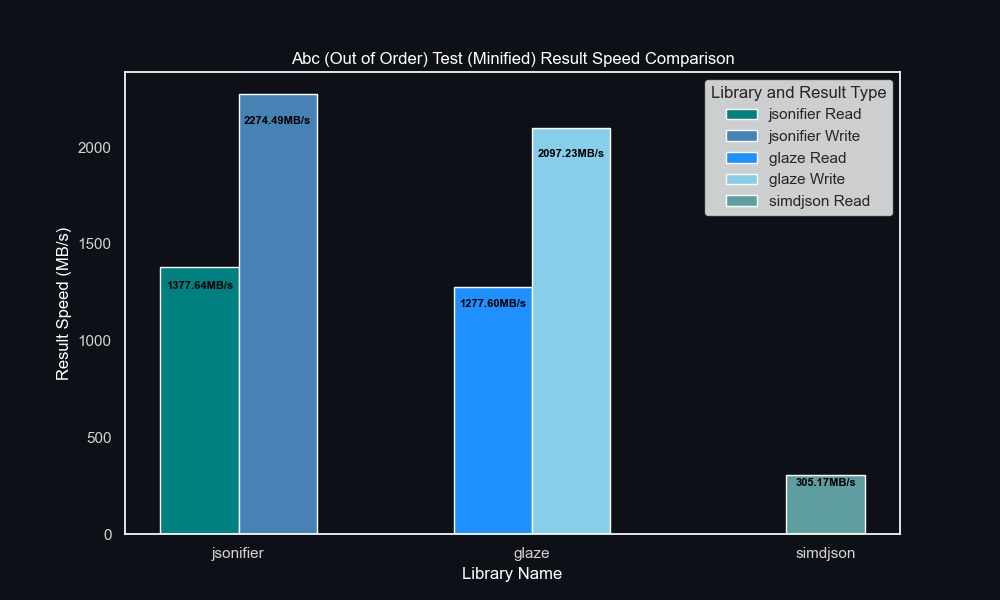 Abc (Out of Order) Test (Minified) Result Speed Comparison
Library and Result Type
jsonifier Read
jsonifier Write
glaze Read
glaze Write
simdjson Read
Result Speed (MB/s)
2000
1500
1000
500
0
2274.49MB/s
2097.23MB/s
1377.64MB/s
1277.60MB/s
305.17MB/s
jsonifier
glaze
simdjson
Library Name